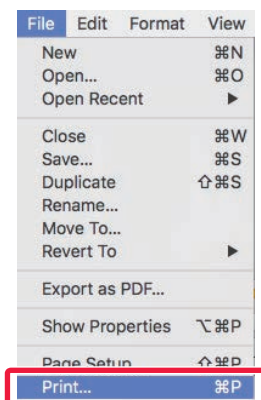 File Edit Format View
New ⌘N
Open... ⌘O
Open Recent ▶
Close ⌘W
Save... ⌘S
Duplicate ⇧⌘S
Rename...
Move To...
Revert To ▶
Export as PDF...
Show Properties ⌥⌘P
Page Setup ⇧⌘P
Print... ⌘P